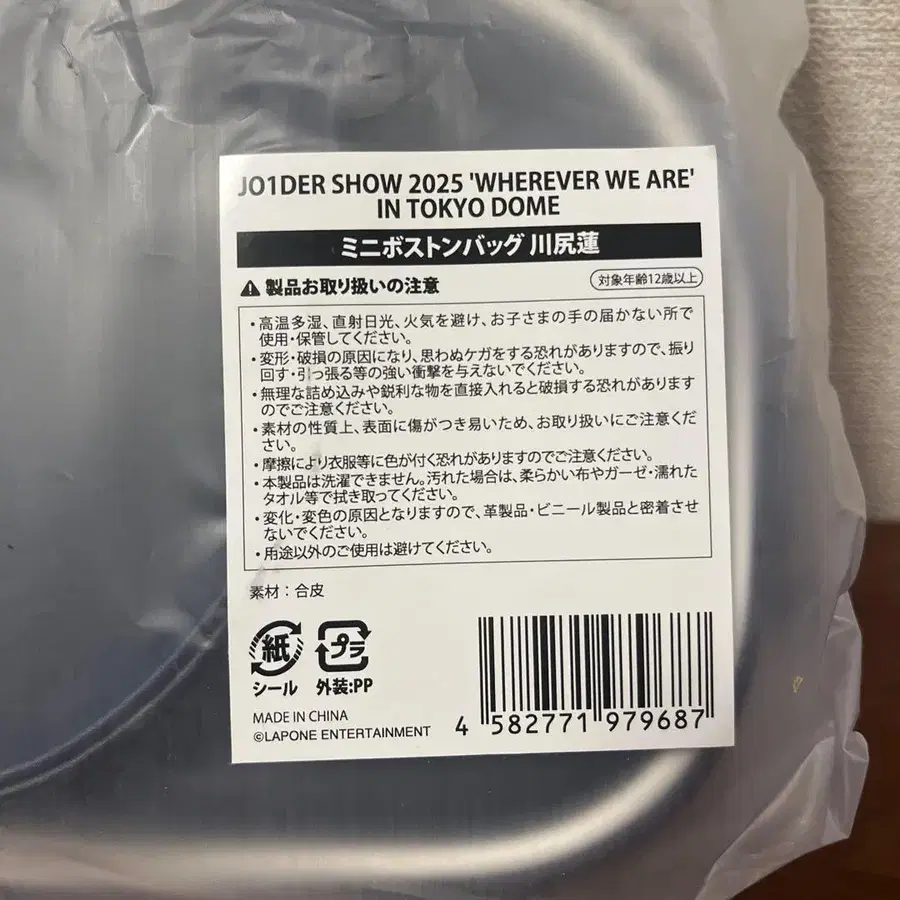 JO1DER SHOW 2025 'WHEREVER WE ARE'
IN TOKYO DOME
ミニボストンバッグ 川尻蓮
製品お取り扱いの注意
対象年齢12歳以上
・高温多湿、直射日光、火気を避け、お子さまの手の届かない所で
使用・保管してください。
・変形・破損の原因になり、思わぬケガをする恐れがありますので、振り
回す・引っ張る等の強い衝撃を与えないでください。
・無理な詰め込みや鋭利な物を直接入れると破損する恐れがあります
のでご注意ください。
・素材の性質上、表面に傷がつき易いため、お取り扱いにご注意くださ
い。
・摩擦により衣服等に色が付く恐れがありますのでご注意ください。
・本製品は洗濯できません。汚れた場合は、柔らかい布やガーゼ・濡れた
タオル等で拭き取ってください。
・変化・変色の原因となりますので、革製品・ビニール製品と密着させ
ないでください。
・用途以外のご使用は避けてください。
素材：合皮
紙 プラ
シール 外装:PP
MADE IN CHINA
©LAPONE ENTERTAINMENT
4 582771 979687